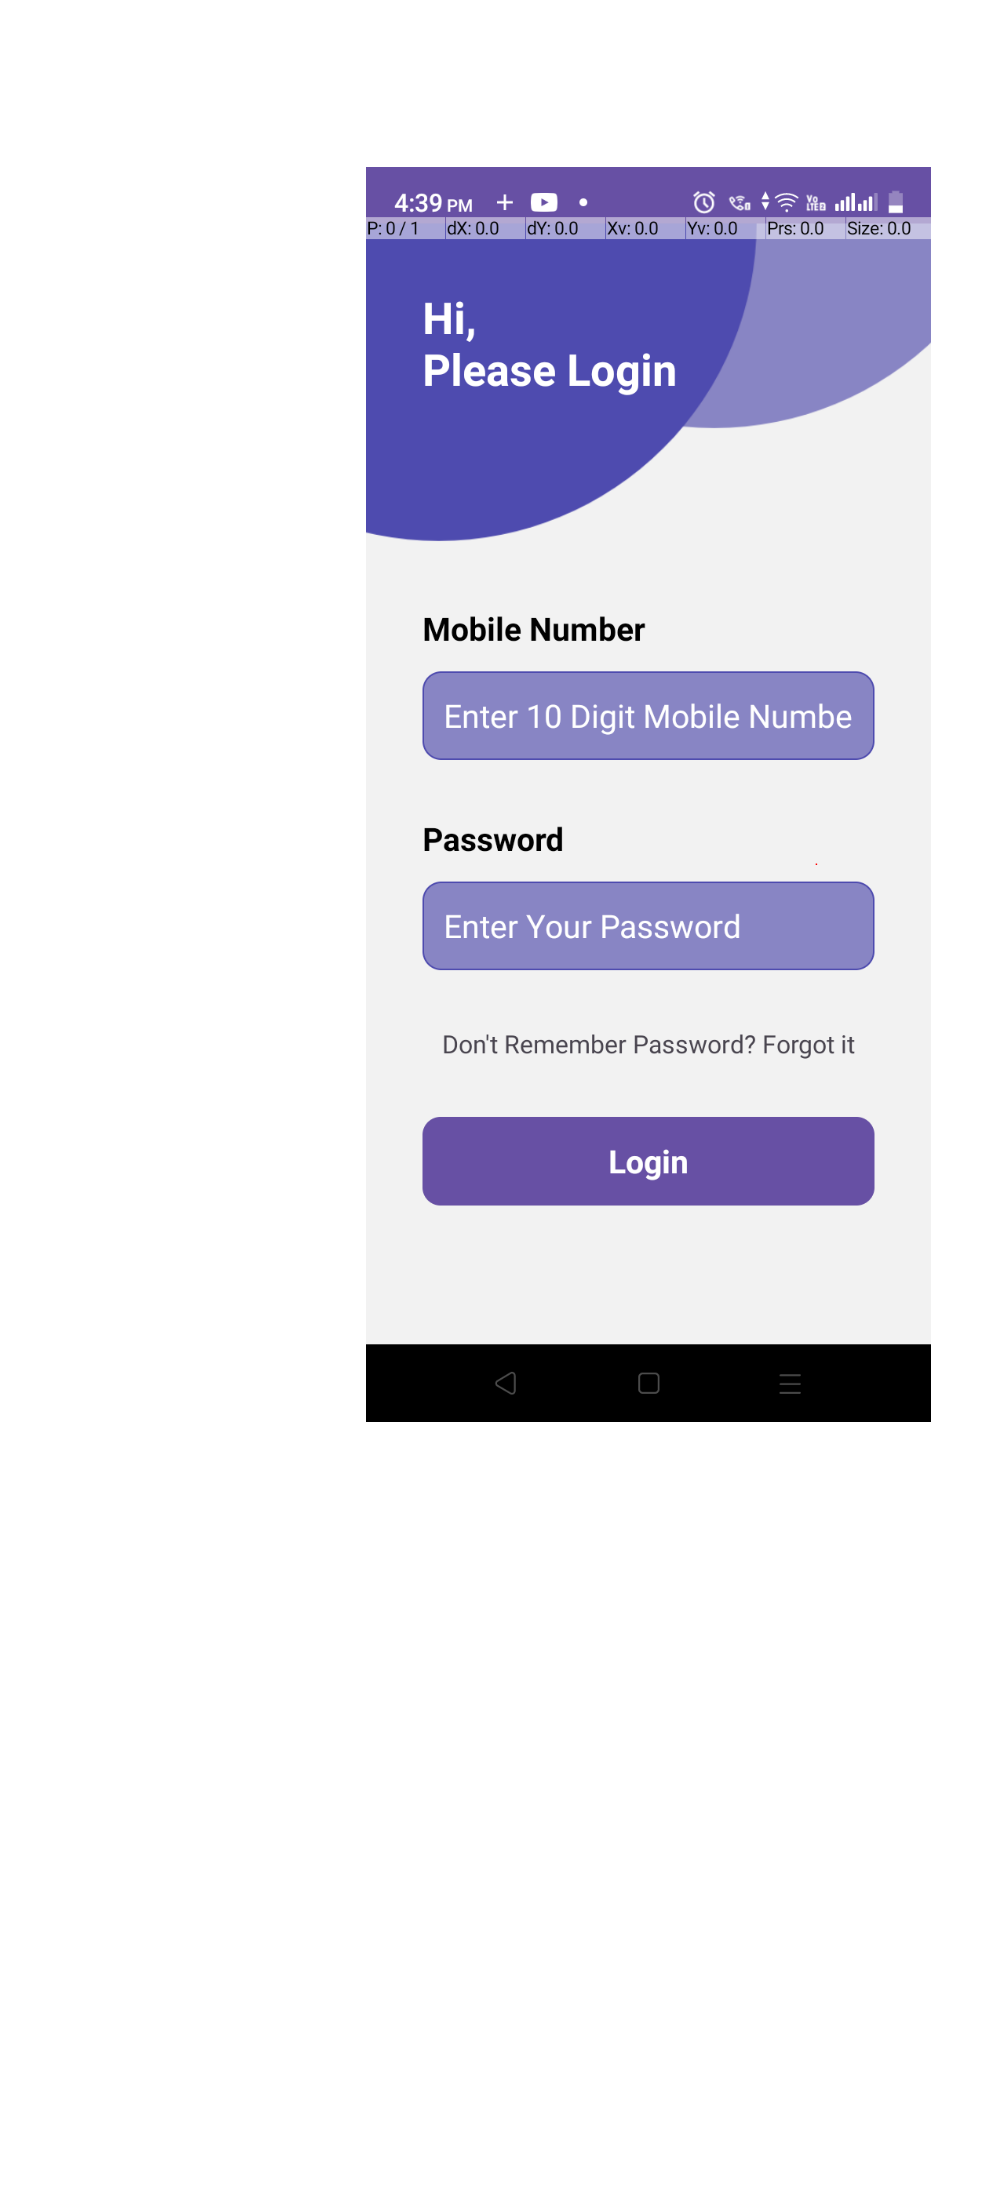 4:39 PM
P: 0 / 1 dX: 0.0 dY: 0.0 Xv: 0.0 Yv: 0.0 Prs: 0.0 Size: 0.0
Hi,
Please Login
Mobile Number
Enter 10 Digit Mobile Numbe
Password
Enter Your Password
Don't Remember Password? Forgot it
Login